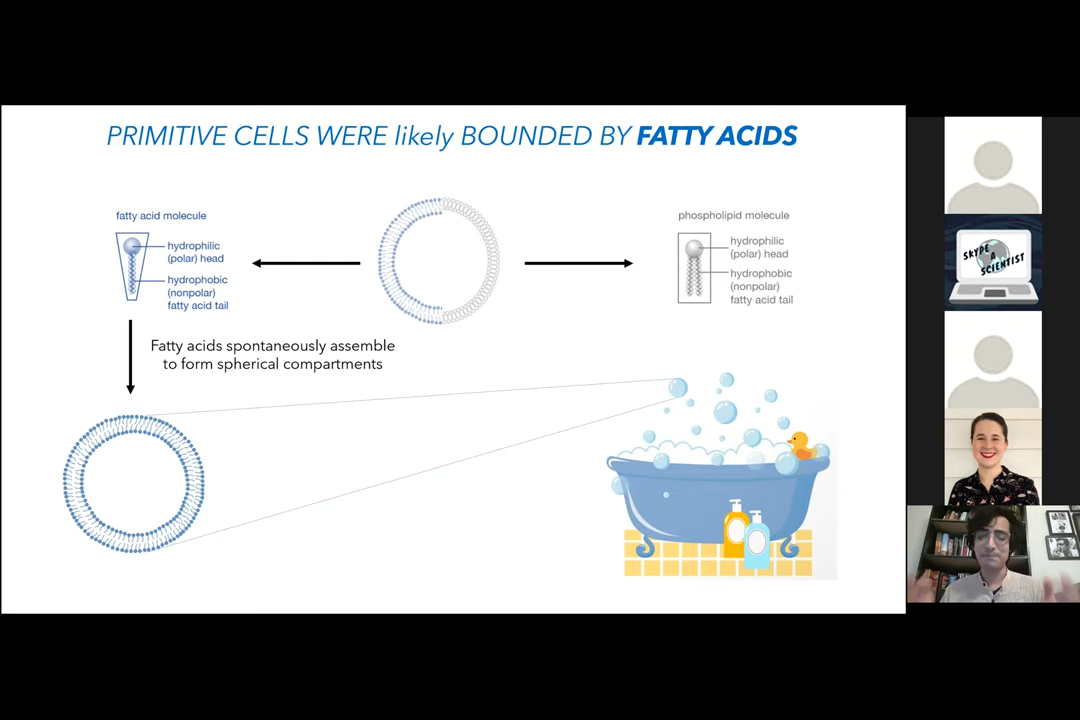 PRIMITIVE CELLS WERE likely BOUNDED BY FATTY ACIDS
fatty acid molecule
hydrophilic
(polar) head
hydrophobic
(nonpolar)
fatty acid tail
phospholipid molecule
hydrophilic
(polar) head
hydrophobic
(nonpolar)
fatty acid tail
Fatty acids spontaneously assemble
to form spherical compartments
SKYPE
A
SCIENTIST